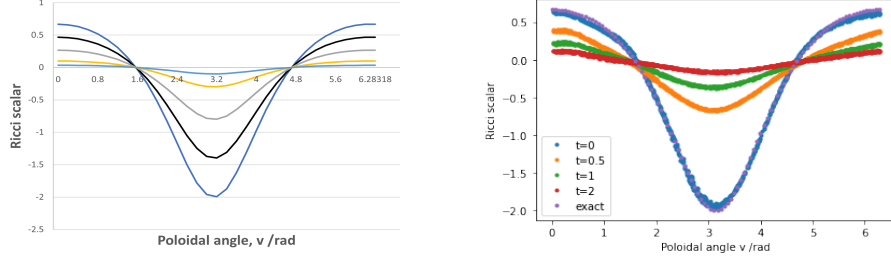 1
0.5
0
-0.5
-1
-1.5
-2
-2.5
Ricci scalar
0 0.8 1.6 2.4 3.2 4 4.8 5.6 6.28318
Poloidal angle, v /rad
0.5
0.0
−0.5
−1.0
−1.5
−2.0
Ricci scalar
t=0
t=0.5
t=1
t=2
exact
0 1 2 3 4 5 6
Poloidal angle v /rad